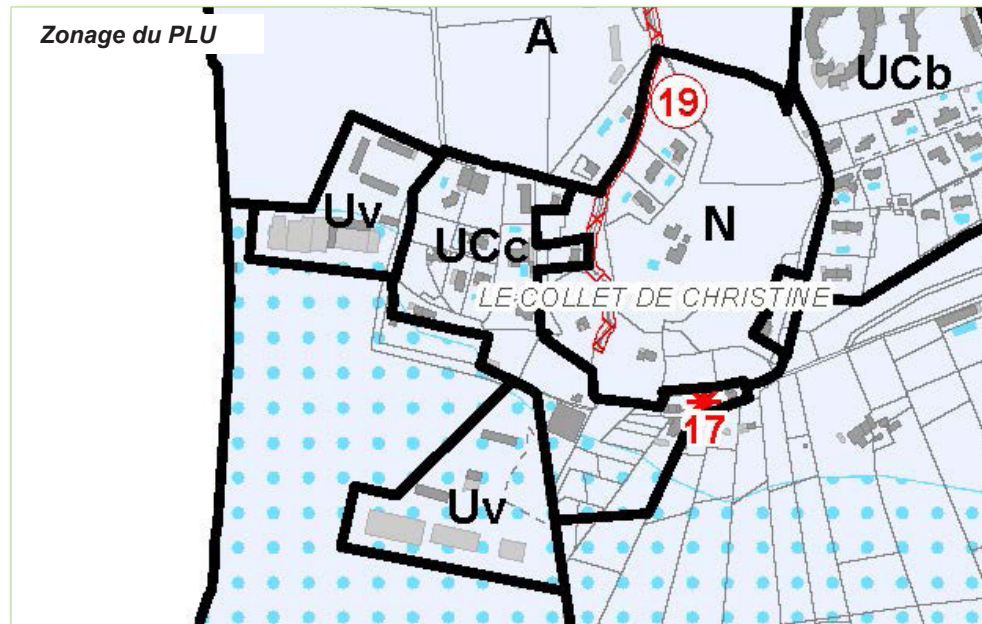 Zonage du PLU
A
UCb
19
Uv
UCc
N
LE COLLET DE CHRISTINE
17
Uv